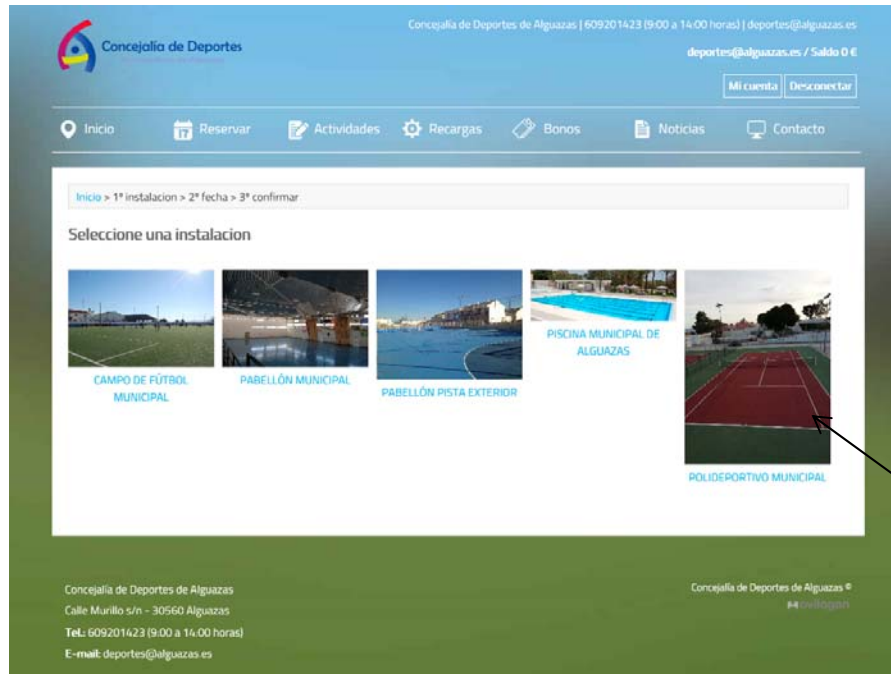 Concejalía de Deportes
Concejalía de Deportes de Alguazas | 609201423 (9:00 a 14:00 horas) | deportes@alguazas.es
deportes@alguazas.es / Saldo 0 €
Mi cuenta Desconectar
Inicio Reservar Actividades Recargas Bonos Noticias Contacto
Inicio > 1ª instalacion > 2ª fecha > 3ª confirmar
Seleccione una instalacion
CAMPO DE FÚTBOL
MUNICIPAL
PABELLÓN MUNICIPAL
PABELLÓN PISTA EXTERIOR
PISCINA MUNICIPAL DE
ALGUAZAS
POLIDEPORTIVO MUNICIPAL
Concejalía de Deportes de Alguazas
Calle Murillo s/n - 30560 Alguazas
Tel.: 609201423 (9:00 a 14:00 horas)
E-mail: deportes@alguazas.es
Concejalía de Deportes de Alguazas ©